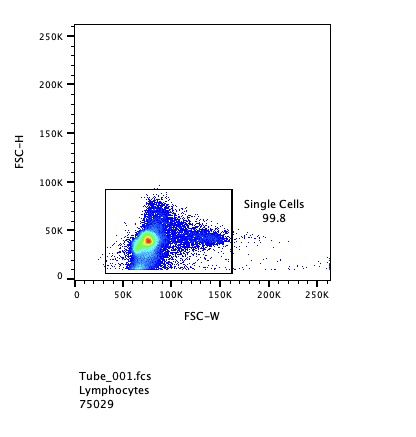 250K
200K
150K
FSC-H
100K
Single Cells
99.8
50K
0
0 50K 100K 150K 200K 250K
FSC-W
Tube_001.fcs
Lymphocytes
75029